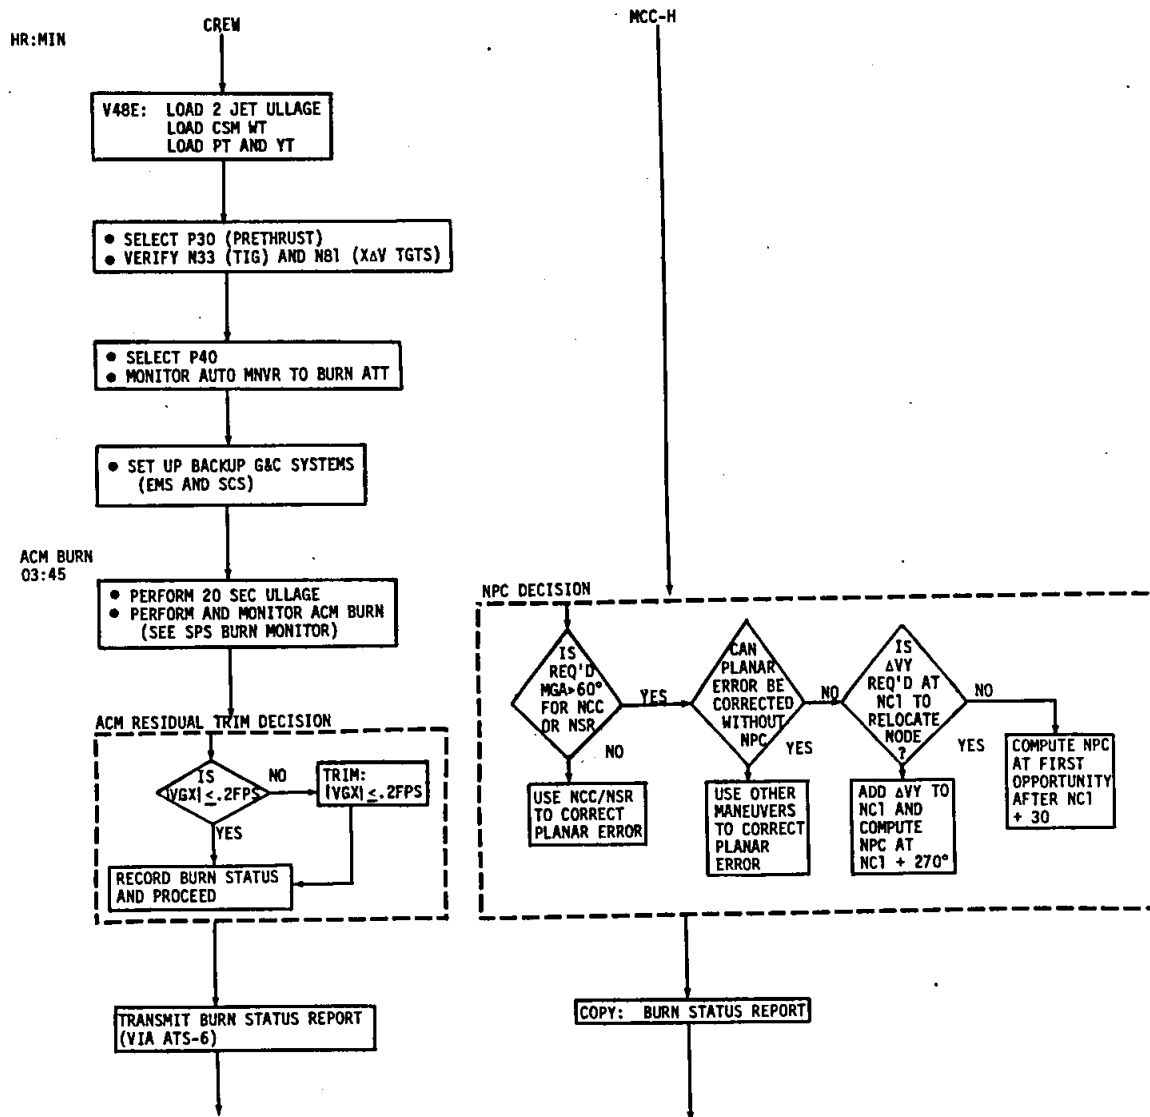 HR:MIN
CREW
MCC-H
V48E: LOAD 2 JET ULLAGE
LOAD CSM WT
LOAD PT AND YT
● SELECT P30 (PRETHRUST)
● VERIFY N33 (TIG) AND N81 (XΔV TGTS)
● SELECT P40
● MONITOR AUTO MNVR TO BURN ATT
● SET UP BACKUP G&C SYSTEMS
(EMS AND SCS)
ACM BURN
03:45
● PERFORM 20 SEC ULLAGE
● PERFORM AND MONITOR ACM BURN
(SEE SPS BURN MONITOR)
ACM RESIDUAL TRIM DECISION
IS
|VGX| ≤.2FPS
NO
TRIM:
|VGX| ≤.2FPS
YES
RECORD BURN STATUS
AND PROCEED
TRANSMIT BURN STATUS REPORT
(VIA ATS-6)
NPC DECISION
IS
REQ'D
MGA>60°
FOR NCC
OR NSR
YES
NO
USE NCC/NSR
TO CORRECT
PLANAR ERROR
CAN
PLANAR
ERROR BE
CORRECTED
WITHOUT
NPC
NO
YES
USE OTHER
MANEUVERS
TO CORRECT
PLANAR
ERROR
IS
ΔVY
REQ'D AT
NC1 TO
RELOCATE
NODE
?
NO
YES
ADD ΔVY TO
NC1 AND
COMPUTE
NPC AT
NC1 + 270°
COMPUTE NPC
AT FIRST
OPPORTUNITY
AFTER NC1
+ 30
COPY: BURN STATUS REPORT